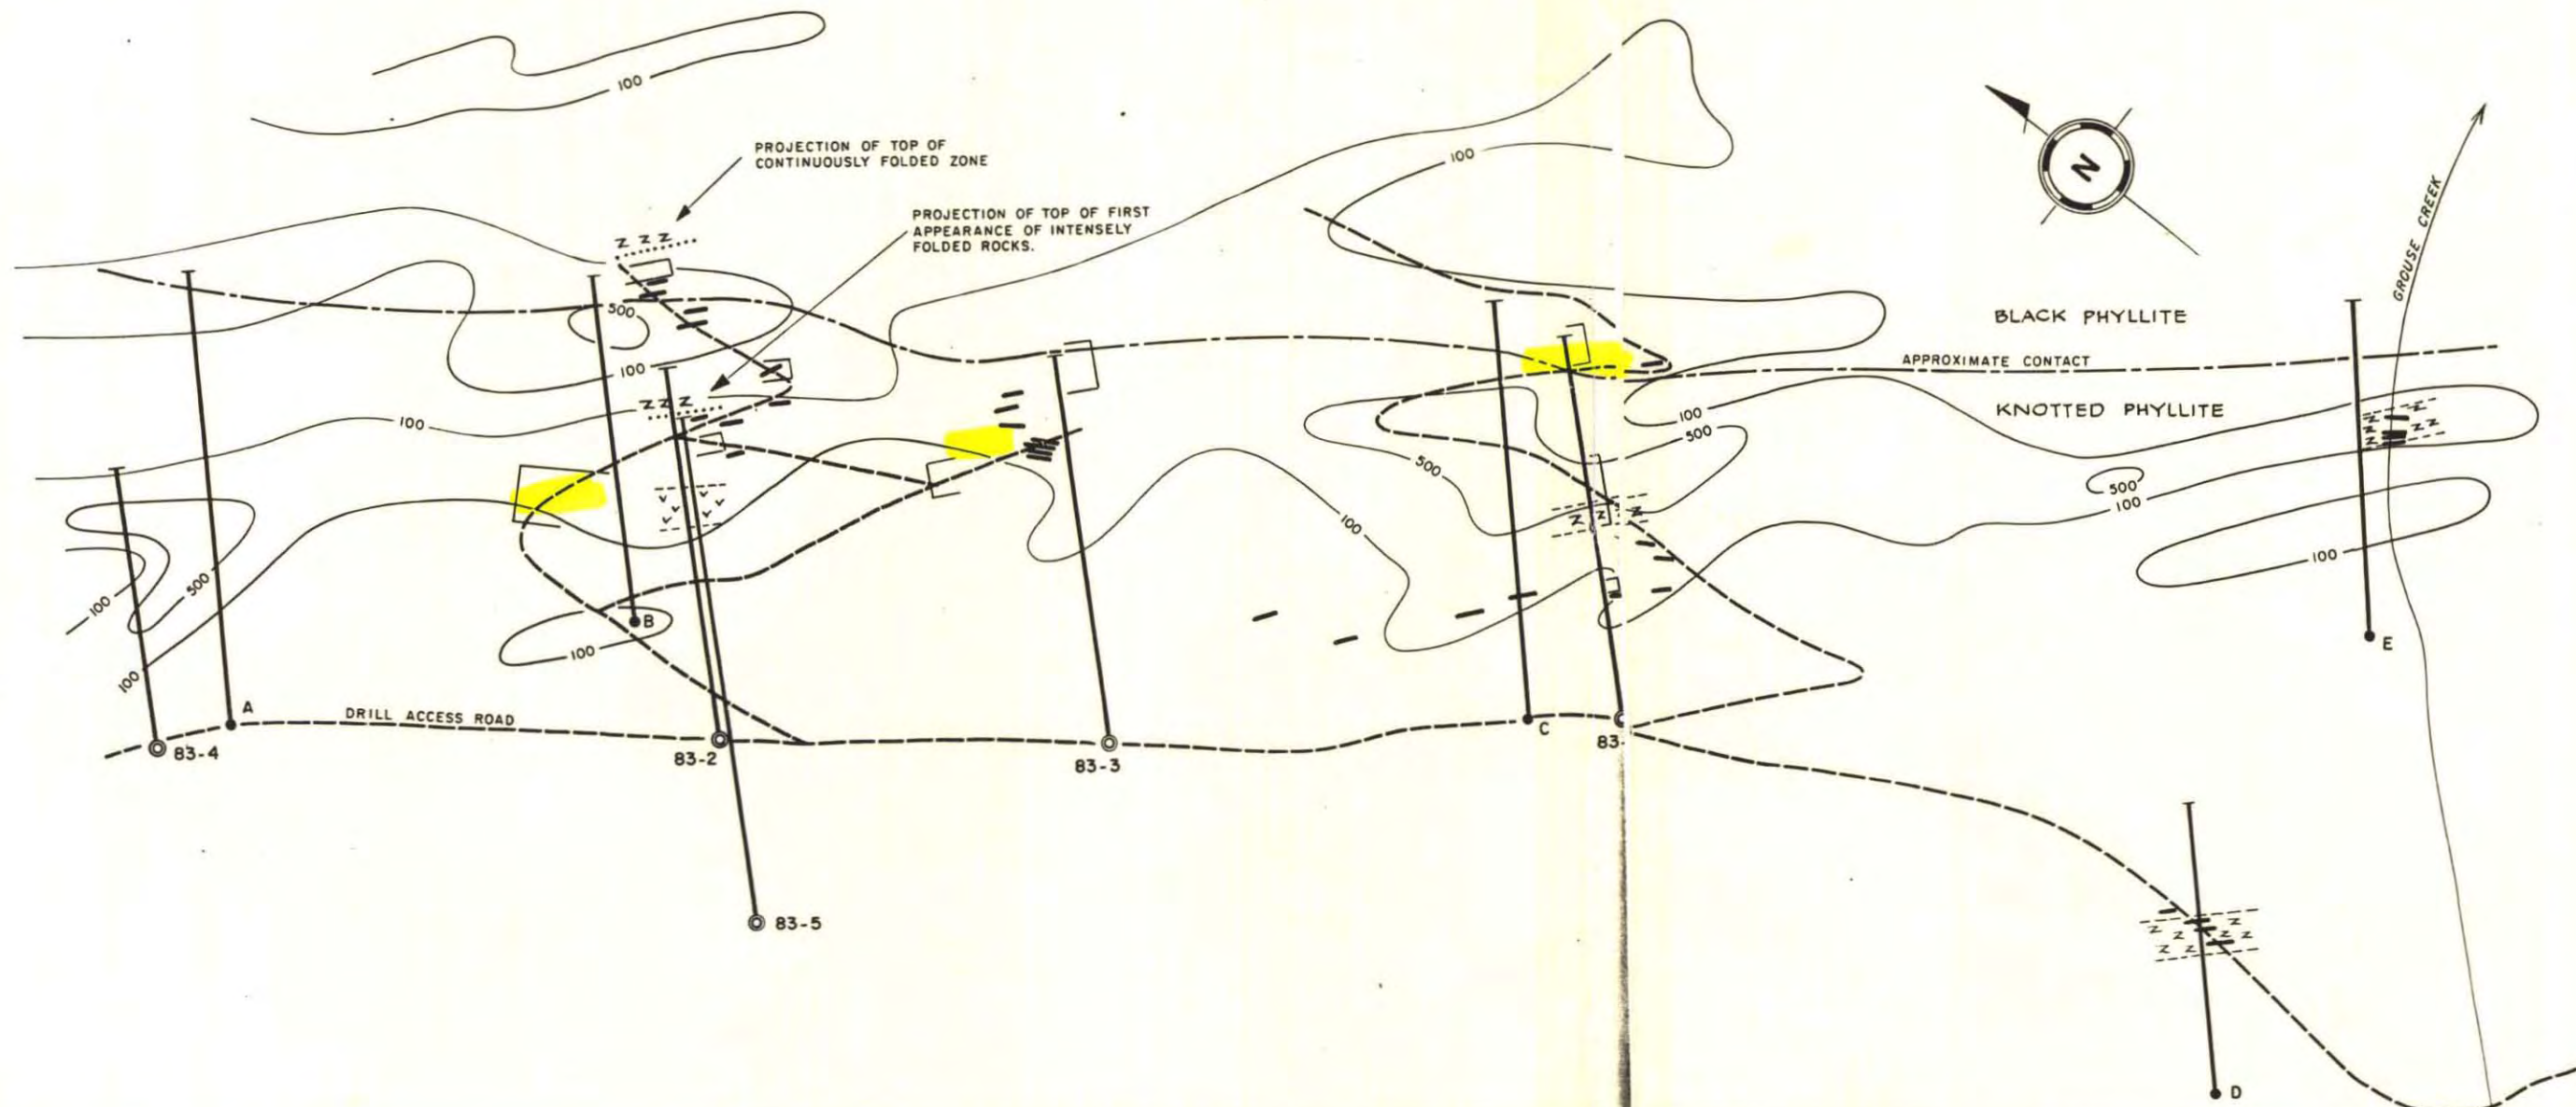 100
PROJECTION OF TOP OF
CONTINUOUSLY FOLDED ZONE
PROJECTION OF TOP OF FIRST
APPEARANCE OF INTENSELY
FOLDED ROCKS.
100
N
GROUSE CREEK
Z Z Z
500
BLACK PHYLLITE
100
APPROXIMATE CONTACT
Z Z Z
100
KNOTTED PHYLLITE
100
500
500
500
100
100
Z Z Z
100
500
100
B
100
100
E
A
DRILL ACCESS ROAD
C
83-4
83-2
83-3
83-
83-5
D